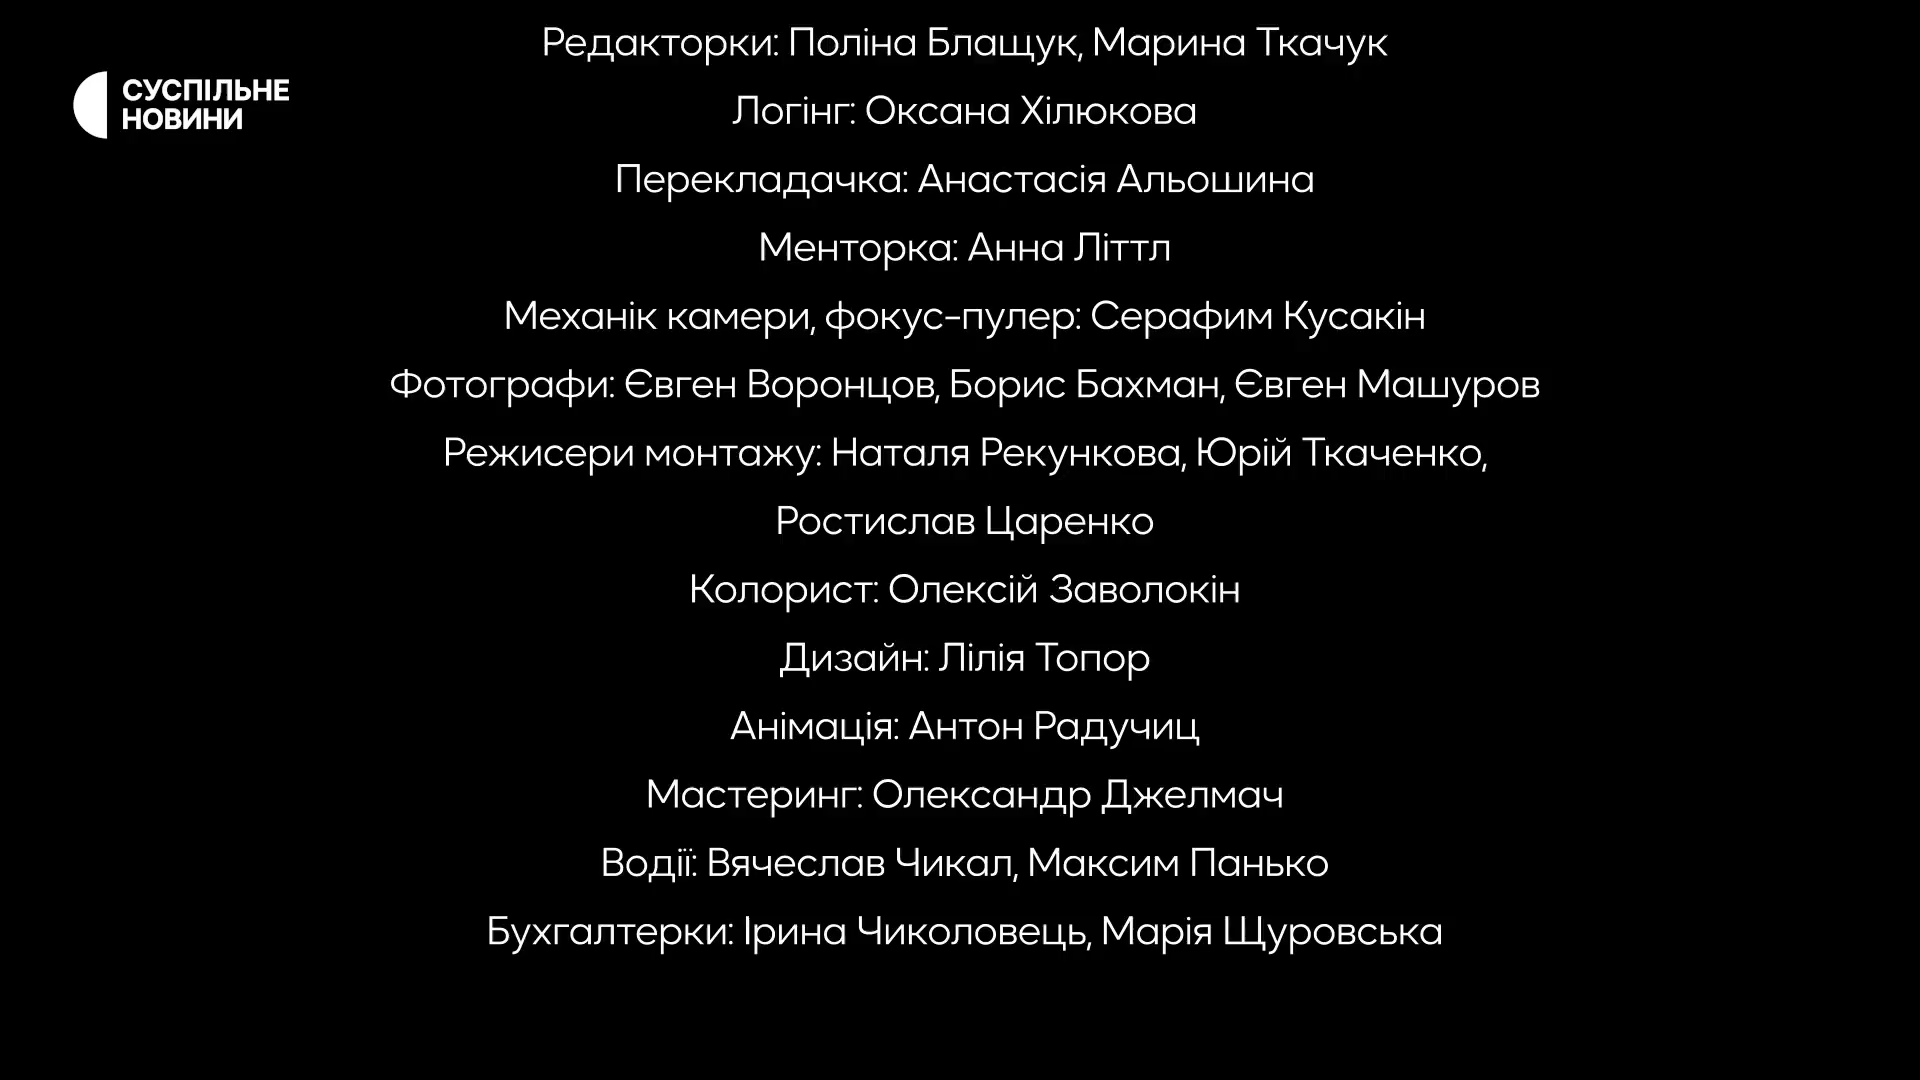 Редакторки: Поліна Блащук, Марина Ткачук
СУСПІЛЬНЕ
НОВИНИ
Логінг: Оксана Хілюкова
Перекладачка: Анастасія Альошина
Менторка: Анна Літтл
Механік камери, фокус-пулер: Серафим Кусакін
Фотографи: Євген Воронцов, Борис Бахман, Євген Машуров
Режисери монтажу: Наталя Рекункова, Юрій Ткаченко,
Ростислав Царенко
Колорист: Олексій Заволокін
Дизайн: Лілія Топор
Анімація: Антон Радучиц
Мастеринг: Олександр Джелмач
Водії: Вячеслав Чикал, Максим Панько
Бухгалтерки: Ірина Чиколовець, Марія Щуровська